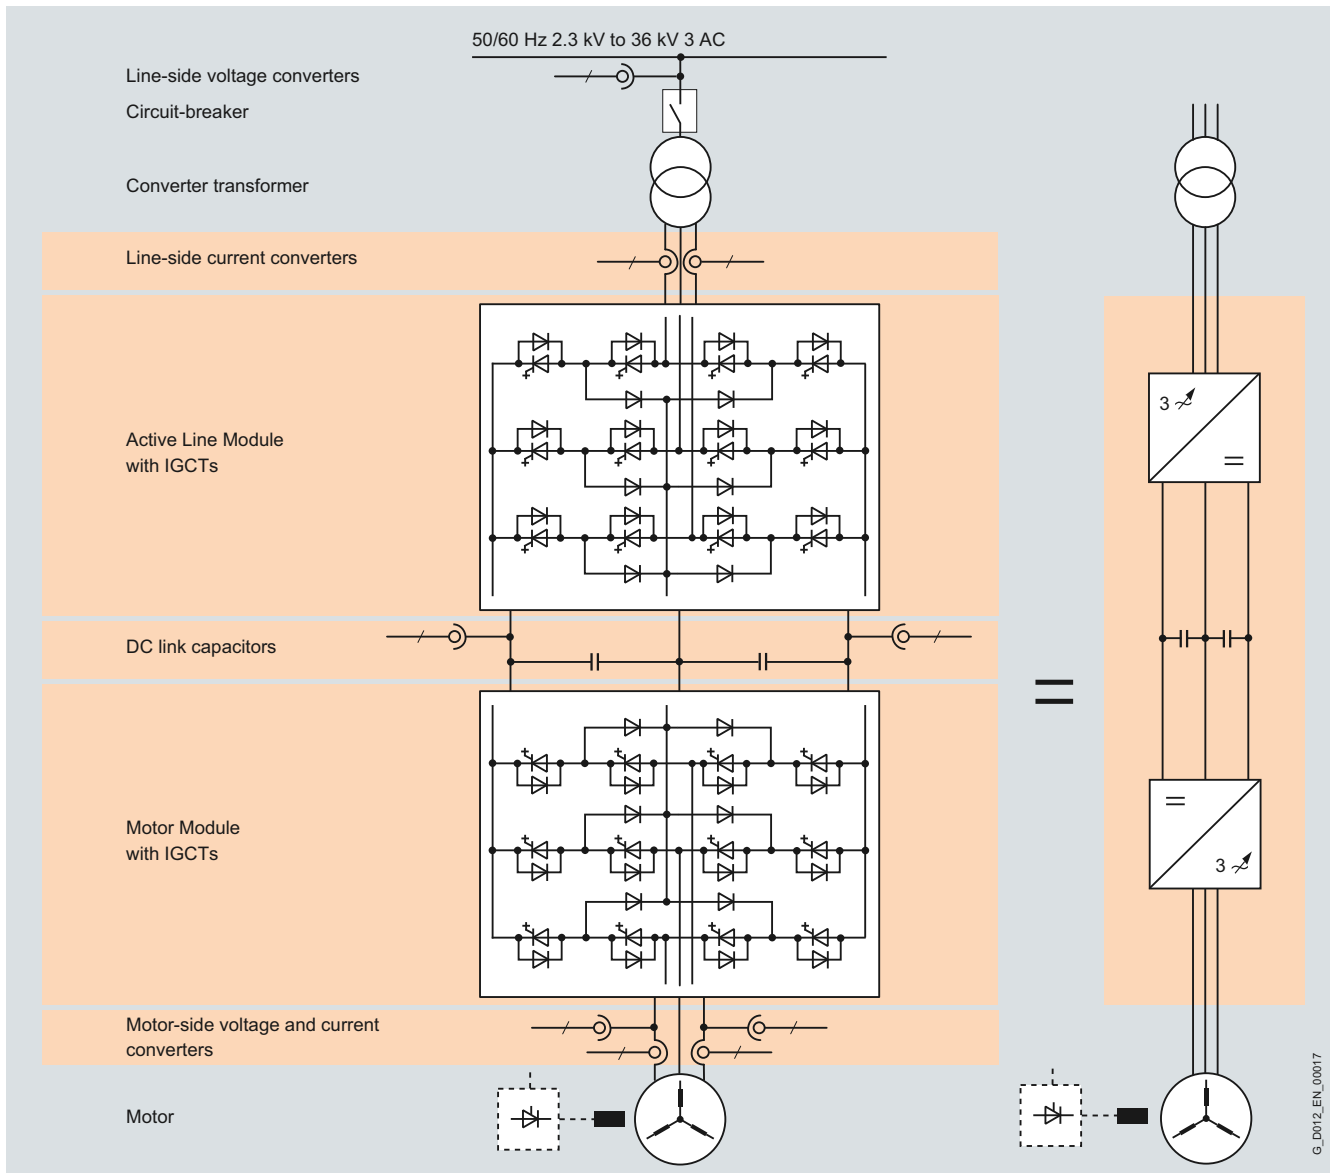 50/60 Hz 2.3 kV to 36 kV 3 AC
Line-side voltage converters
Circuit-breaker
Converter transformer
Line-side current converters
3
Active Line Module
with IGCTs
DC link capacitors
Motor Module
with IGCTs
3
Motor-side voltage and current
converters
Motor
G_D012_EN_00017